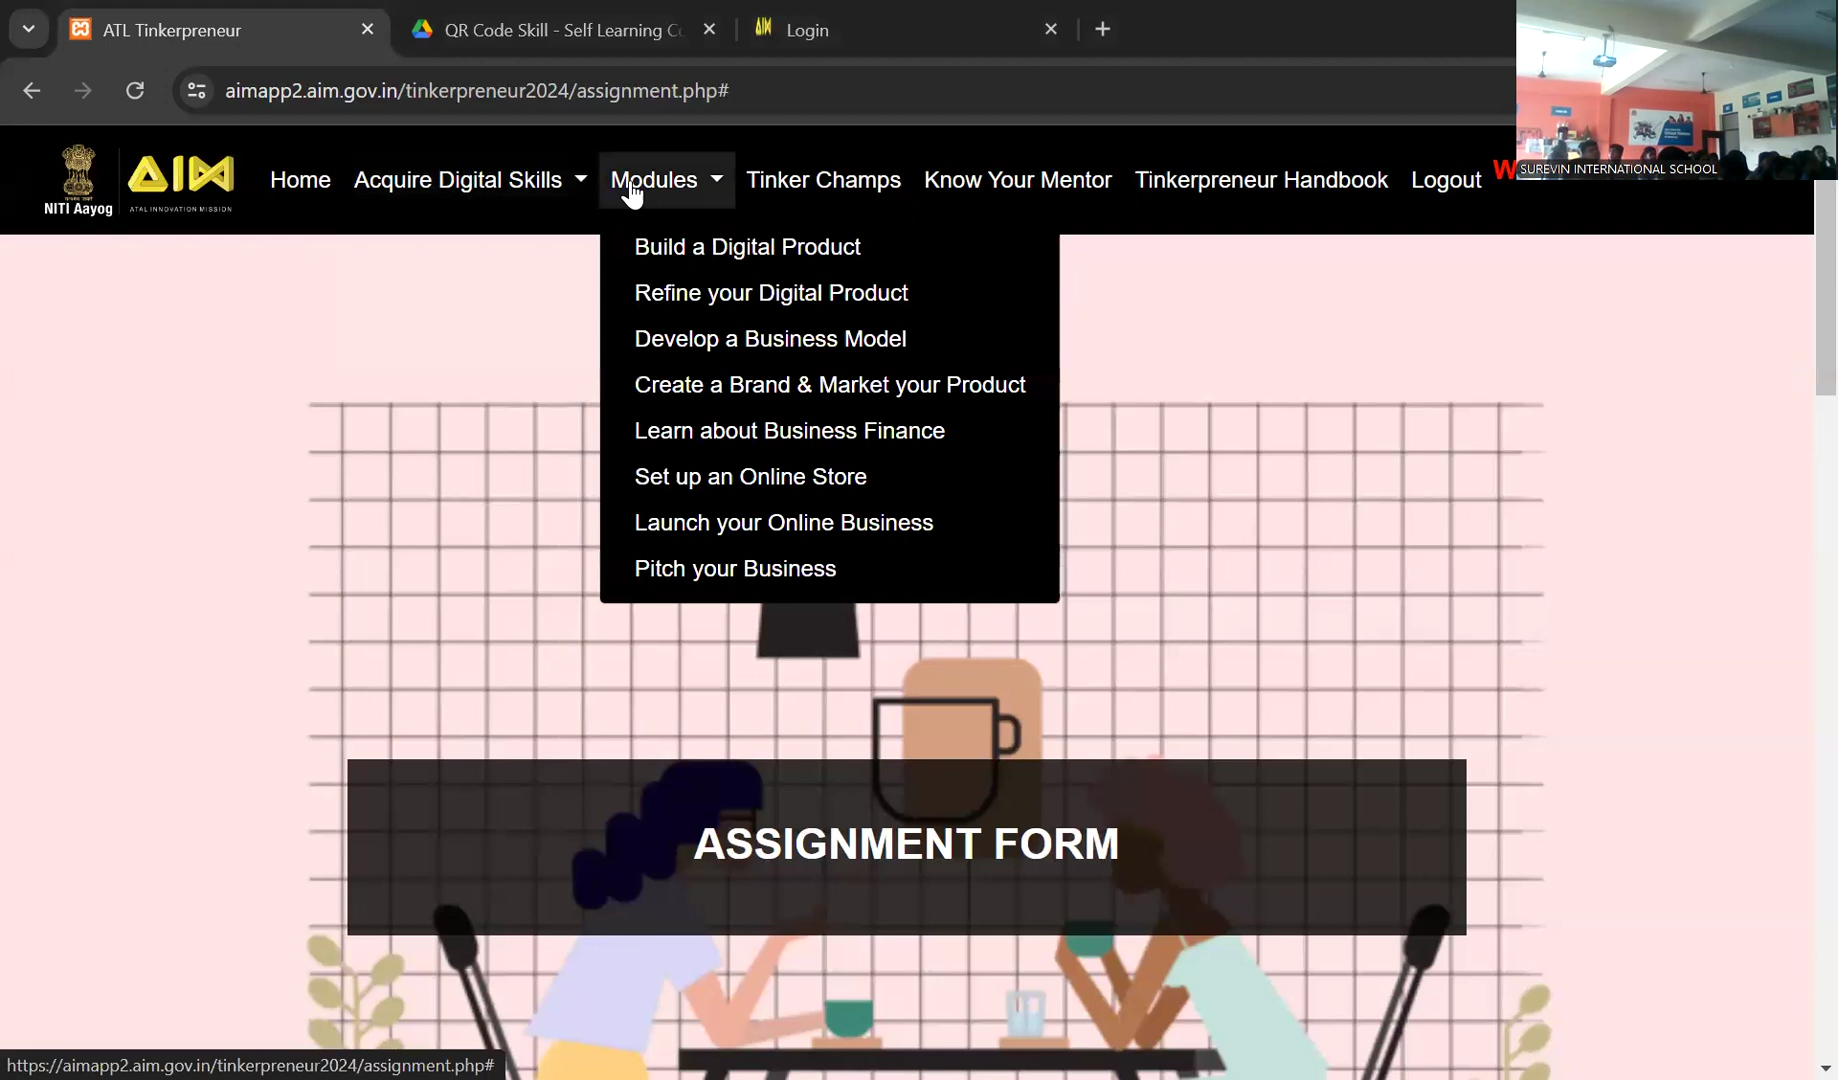 ATL Tinkerpreneur
QR Code Skill - Self Learning Co
Login
aimapp2.aim.gov.in/tinkerpreneur2024/assignment.php#
NITI Aayog
AIM
ATAL INNOVATION MISSION
Home
Acquire Digital Skills
Modules
Tinker Champs
Know Your Mentor
Tinkerpreneur Handbook
Logout
W
SUREVIN INTERNATIONAL SCHOOL
Build a Digital Product
Refine your Digital Product
Develop a Business Model
Create a Brand & Market your Product
Learn about Business Finance
Set up an Online Store
Launch your Online Business
Pitch your Business
ASSIGNMENT FORM
https://aimapp2.aim.gov.in/tinkerpreneur2024/assignment.php#